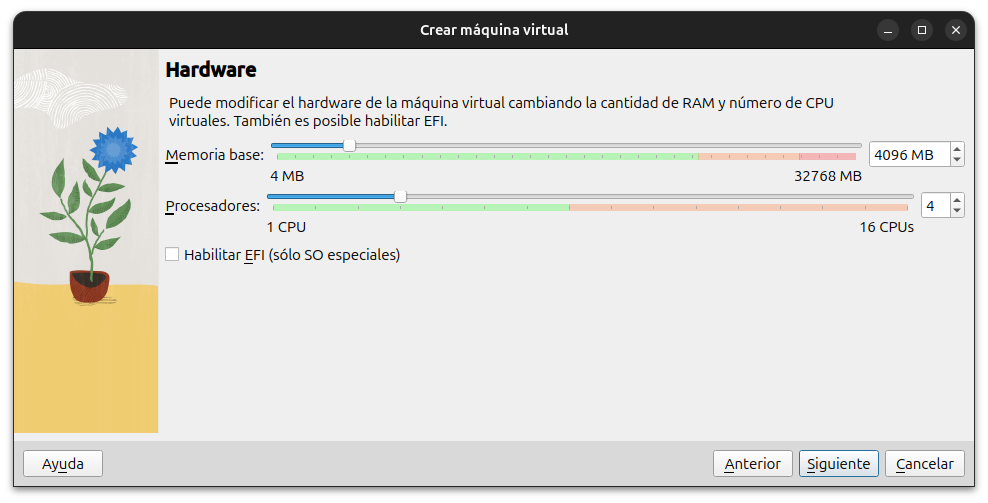 Crear máquina virtual
Hardware
Puede modificar el hardware de la máquina virtual cambiando la cantidad de RAM y número de CPU
virtuales. También es posible habilitar EFI.
Memoria base: 4096 MB
4 MB 32768 MB
Procesadores: 4
1 CPU 16 CPUs
Habilitar EFI (sólo SO especiales)
Ayuda Anterior Siguiente Cancelar